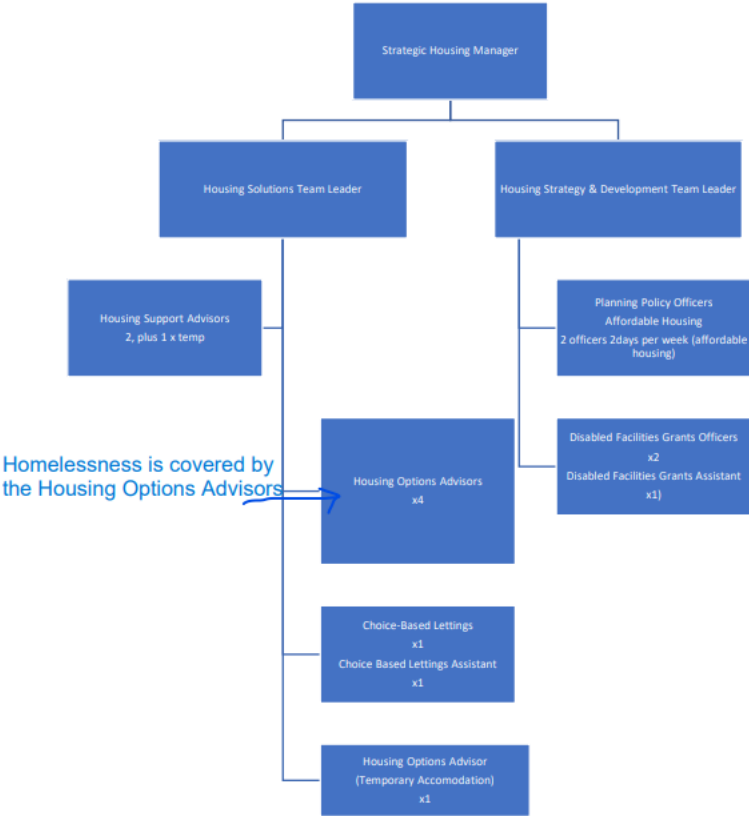 Strategic Housing Manager
Housing Solutions Team Leader
Housing Strategy & Development Team Leader
Housing Support Advisors
2, plus 1 x temp
Planning Policy Officers
Affordable Housing
2 officers 2days per week (affordable
housing)
Homelessness is covered by
the Housing Options Advisors
Housing Options Advisors
x4
Disabled Facilities Grants Officers
x2
Disabled Facilities Grants Assistant
x1)
Choice-Based Lettings
x1
Choice Based Lettings Assistant
x1
Housing Options Advisor
(Temporary Accomodation)
x1